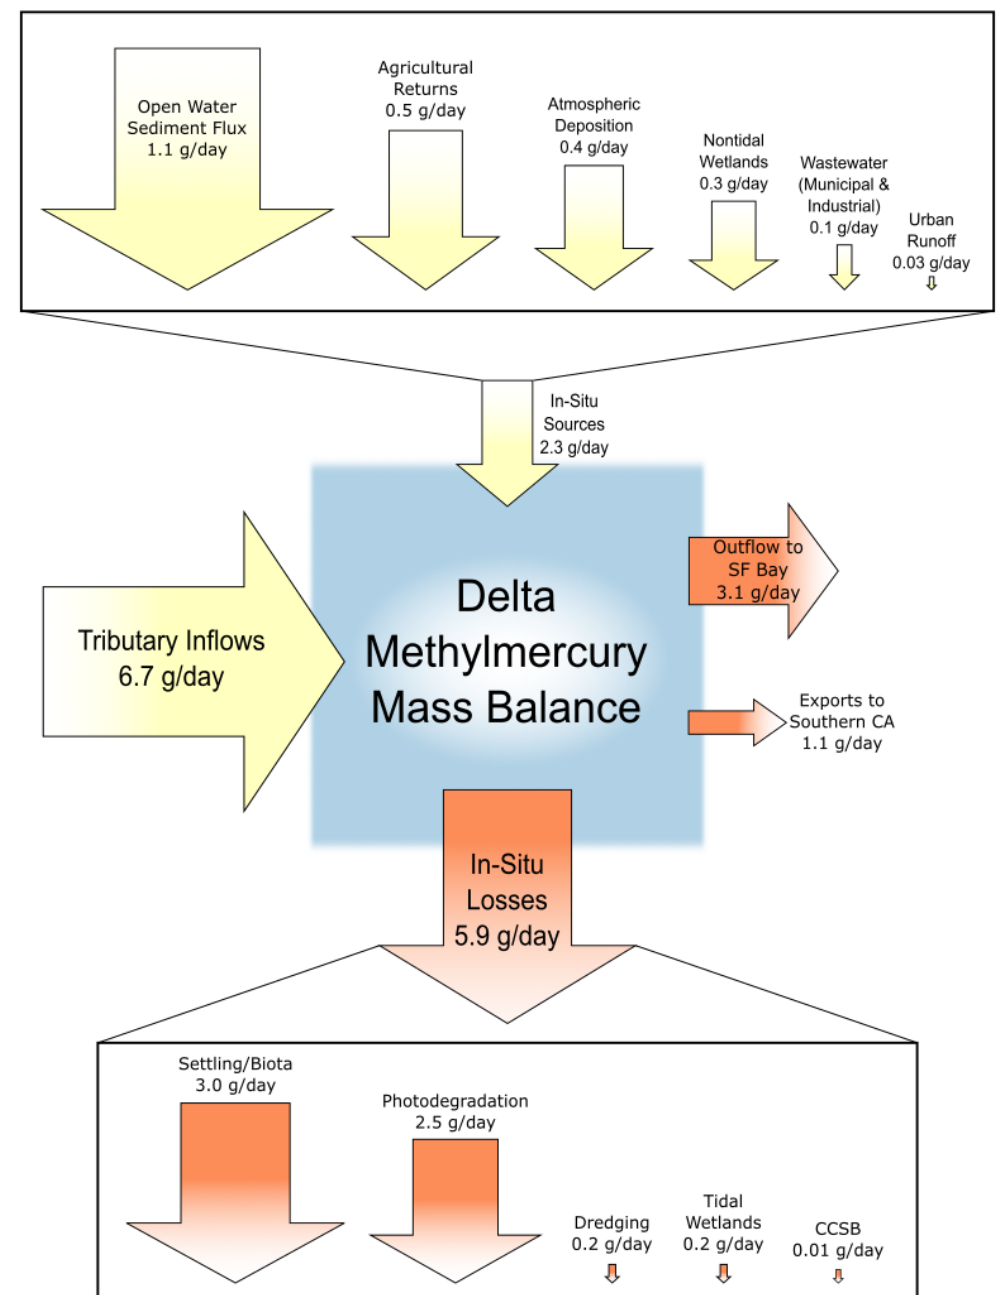 Open Water
Sediment Flux
1.1 g/day
Agricultural
Returns
0.5 g/day
Atmospheric
Deposition
0.4 g/day
Nontidal
Wetlands
0.3 g/day
Wastewater
(Municipal &
Industrial)
0.1 g/day
Urban
Runoff
0.03 g/day
In-Situ
Sources
2.3 g/day
Tributary Inflows
6.7 g/day
Delta
Methylmercury
Mass Balance
Outflow to
SF Bay
3.1 g/day
Exports to
Southern CA
1.1 g/day
In-Situ
Losses
5.9 g/day
Settling/Biota
3.0 g/day
Photodegradation
2.5 g/day
Dredging
0.2 g/day
Tidal
Wetlands
0.2 g/day
CCSB
0.01 g/day